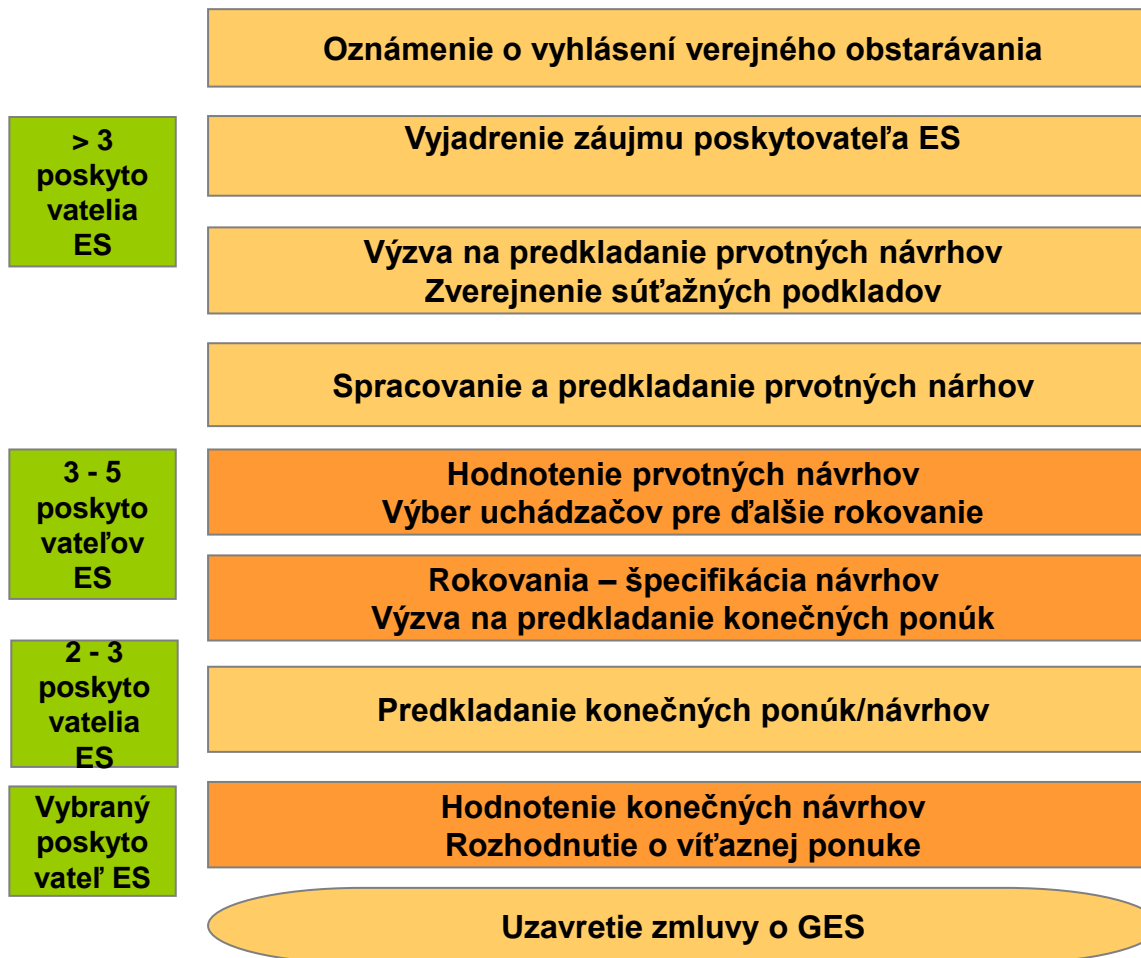 Oznámenie o vyhlásení verejného obstarávania
> 3
poskyto
vatelia
ES
Vyjadrenie záujmu poskytovateľa ES
Výzva na predkladanie prvotných návrhov
Zverejnenie súťažných podkladov
Spracovanie a predkladanie prvotných nárhov
3 - 5
poskyto
vateľov
ES
Hodnotenie prvotných návrhov
Výber uchádzačov pre ďalšie rokovanie
Rokovania – špecifikácia návrhov
Výzva na predkladanie konečných ponúk
2 - 3
poskyto
vatelia
ES
Predkladanie konečných ponúk/návrhov
Vybraný
poskyto
vateľ ES
Hodnotenie konečných návrhov
Rozhodnutie o víťaznej ponuke
Uzavretie zmluvy o GES